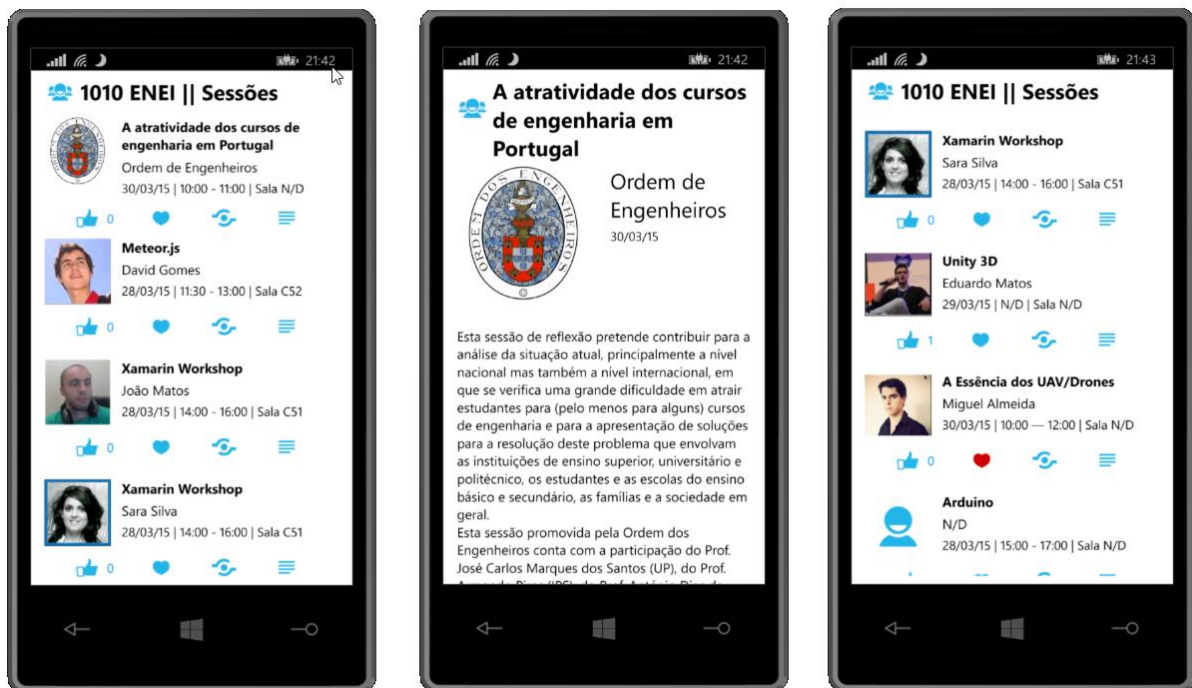 21:42
1010 ENEI || Sessões
A atratividade dos cursos de
engenharia em Portugal
Ordem de Engenheiros
30/03/15 | 10:00 - 11:00 | Sala N/D
0
Meteor.js
David Gomes
28/03/15 | 11:30 - 13:00 | Sala C52
0
Xamarin Workshop
João Matos
28/03/15 | 14:00 - 16:00 | Sala C51
0
Xamarin Workshop
Sara Silva
28/03/15 | 14:00 - 16:00 | Sala C51
0
21:42
A atratividade dos cursos
de engenharia em
Portugal
ORDEM DOS ENGENHEIROS
Ordem de
Engenheiros
30/03/15
Esta sessão de reflexão pretende contribuir para a
análise da situação atual, principalmente a nível
nacional mas também a nível internacional, em
que se verifica uma grande dificuldade em atrair
estudantes para (pelo menos para alguns) cursos
de engenharia e para a apresentação de soluções
para a resolução deste problema que envolvam
as instituições de ensino superior, universitário e
politécnico, os estudantes e as escolas do ensino
básico e secundário, as famílias e a sociedade em
geral.
Esta sessão promovida pela Ordem dos
Engenheiros conta com a participação do Prof.
José Carlos Marques dos Santos (UP), do Prof.
21:43
1010 ENEI || Sessões
Xamarin Workshop
Sara Silva
28/03/15 | 14:00 - 16:00 | Sala C51
0
Unity 3D
Eduardo Matos
29/03/15 | N/D | Sala N/D
1
A Essência dos UAV/Drones
Miguel Almeida
30/03/15 | 10:00 — 12:00 | Sala N/D
0
Arduino
N/D
28/03/15 | 15:00 - 17:00 | Sala N/D